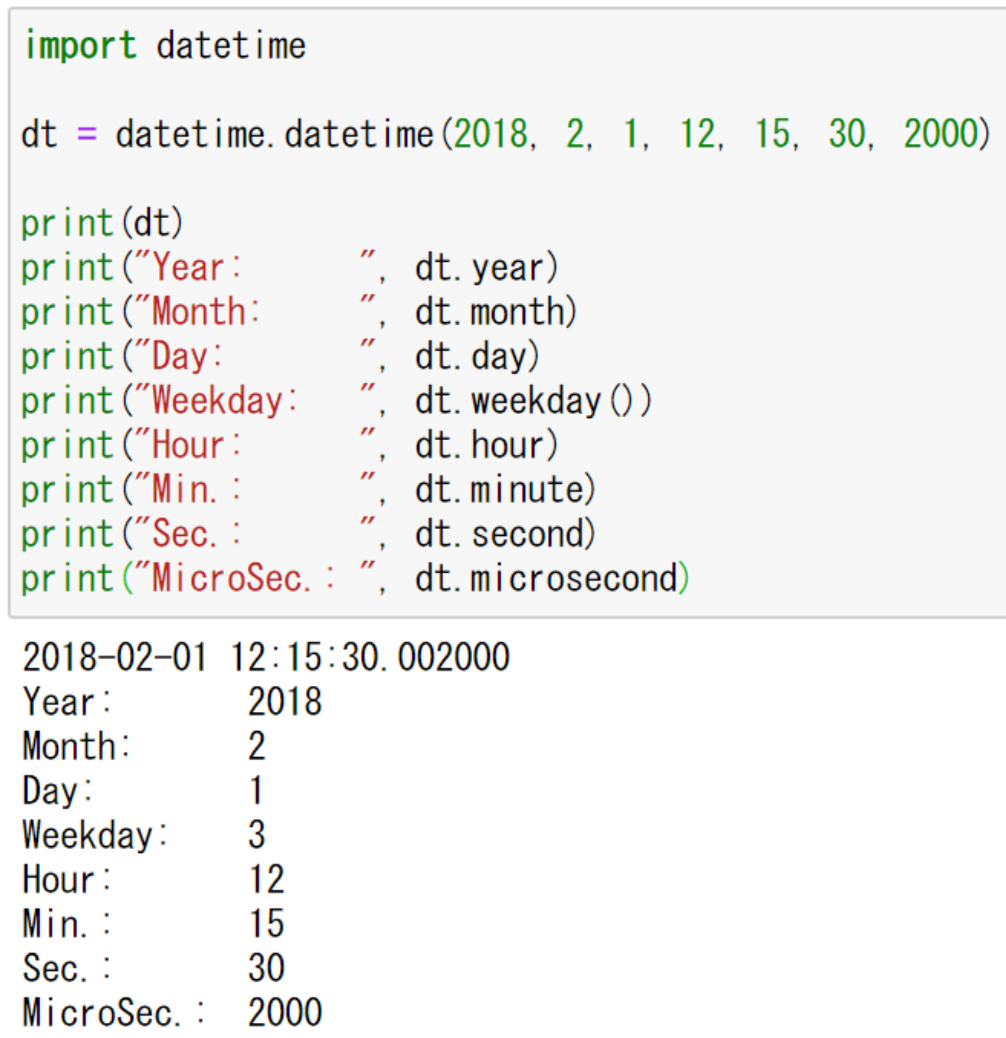 import datetime
dt = datetime.datetime(2018, 2, 1, 12, 15, 30, 2000)
print(dt)
print("Year:      ", dt.year)
print("Month:     ", dt.month)
print("Day:       ", dt.day)
print("Weekday:   ", dt.weekday())
print("Hour:      ", dt.hour)
print("Min.:      ", dt.minute)
print("Sec.:      ", dt.second)
print("MicroSec.: ", dt.microsecond)
2018-02-01 12:15:30.002000
Year:       2018
Month:      2
Day:        1
Weekday:    3
Hour:       12
Min.:       15
Sec.:       30
MicroSec.:  2000